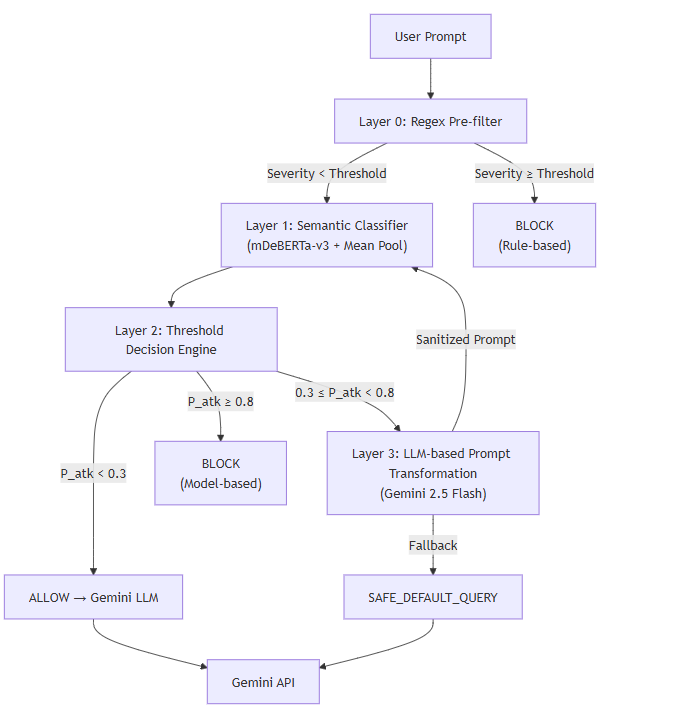 User Prompt
Layer 0: Regex Pre-filter
Severity < Threshold
Severity ≥ Threshold
Layer 1: Semantic Classifier
(mDeBERTa-v3 + Mean Pool)
BLOCK
(Rule-based)
Layer 2: Threshold
Decision Engine
Sanitized Prompt
P_atk ≥ 0.8
0.3 ≤ P_atk < 0.8
P_atk < 0.3
BLOCK
(Model-based)
Layer 3: LLM-based Prompt
Transformation
(Gemini 2.5 Flash)
Fallback
ALLOW → Gemini LLM
SAFE_DEFAULT_QUERY
Gemini API